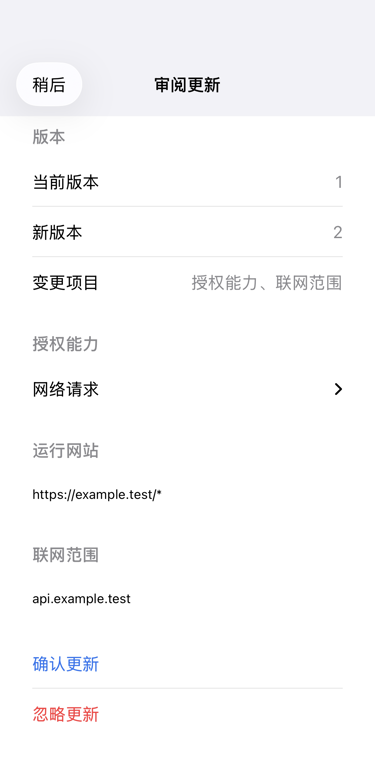 稍后
审阅更新
版本
当前版本 1
新版本 2
变更项目 授权能力、联网范围
授权能力
网络请求
运行网站
https://example.test/*
联网范围
api.example.test
确认更新
忽略更新